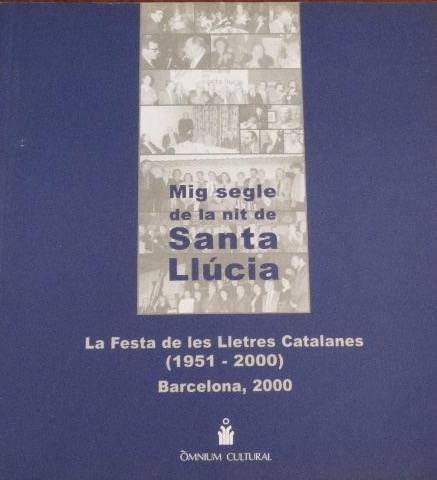 Mig segle
de la nit de
Santa
Llúcia
La Festa de les Lletres Catalanes
(1951 - 2000)
Barcelona, 2000
ÒMNIUM CULTURAL